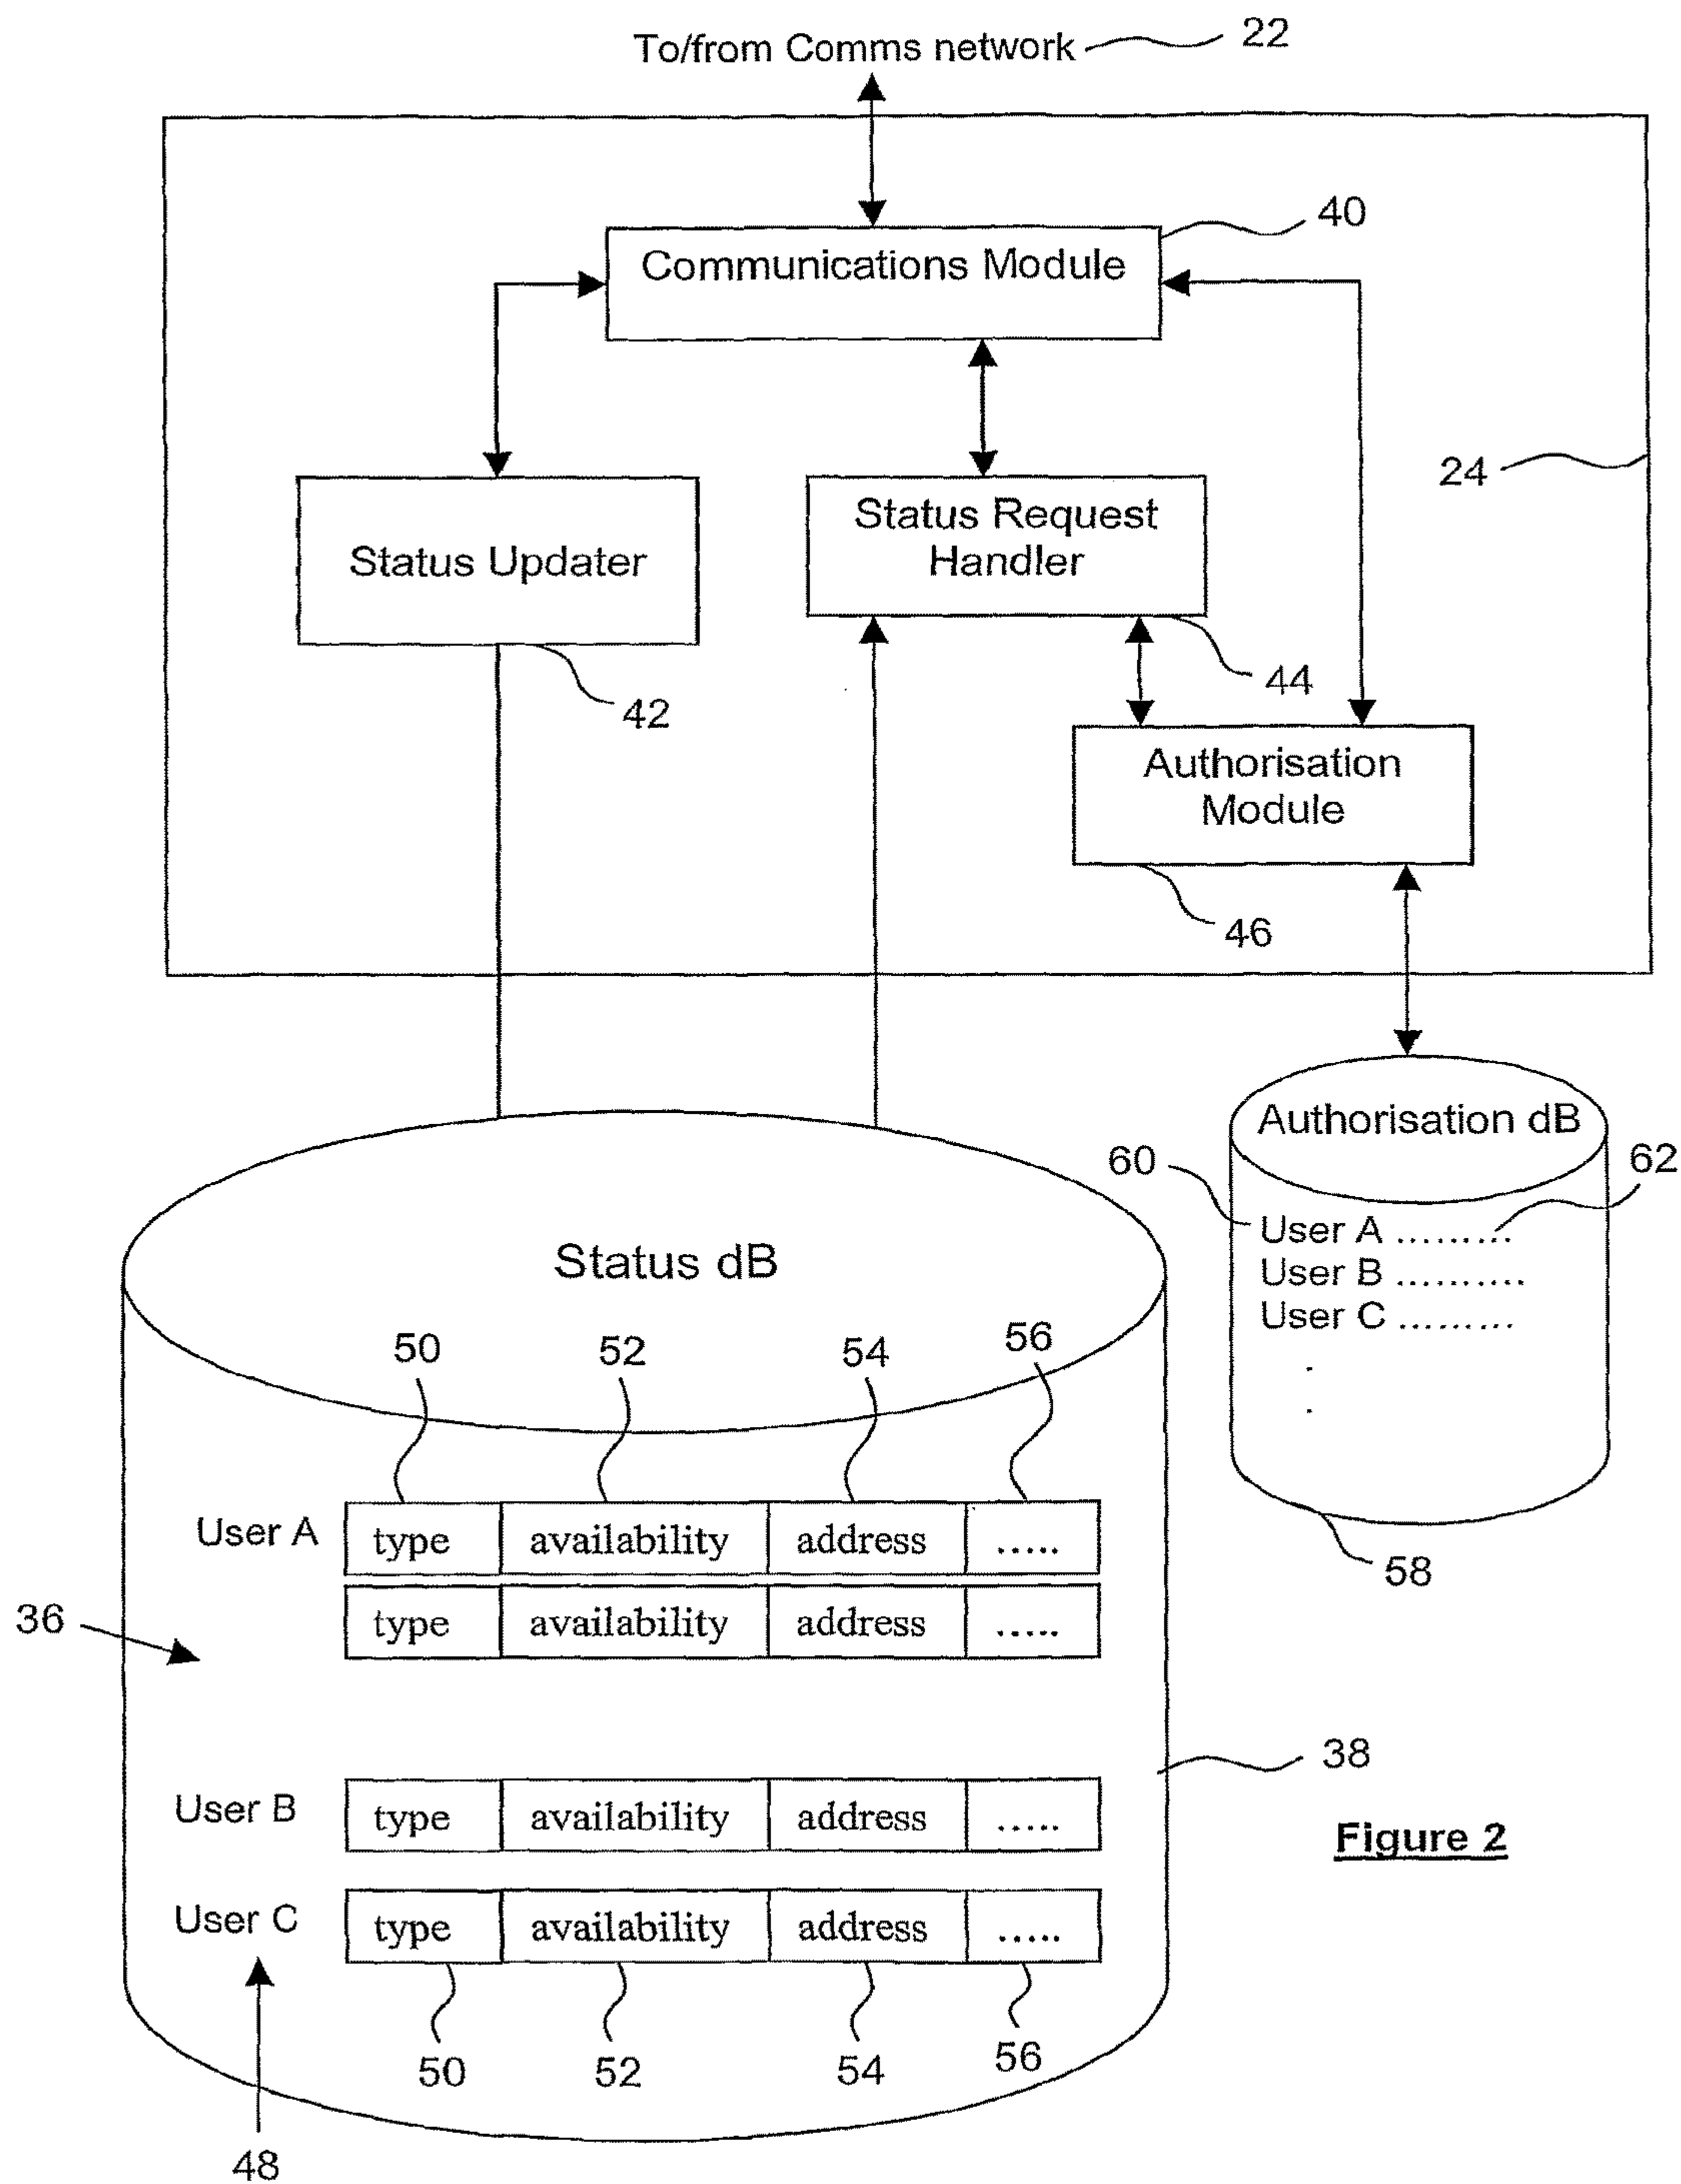 To/from Comms network 22
40
Communications Module
24
Status Updater
Status Request
Handler
42
44
Authorisation
Module
46
Authorisation dB
60
62
User A .........
User B ..........
User C .........
.
.
58
Status dB
50 52 54 56
User A type availability address .....
type availability address .....
36
38
User B type availability address .....
User C type availability address .....
50 52 54 56
48
Figure 2